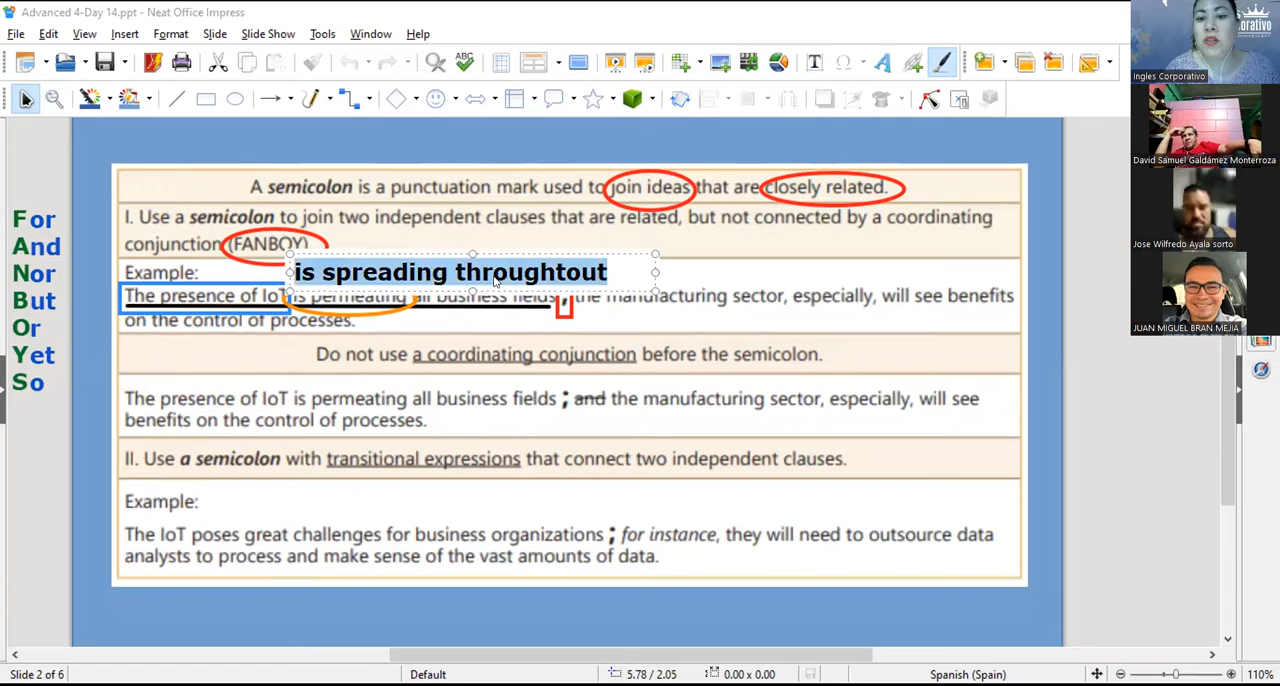 Advanced 4-Day 14.ppt - Neat Office Impress
File Edit View Insert Format Slide Slide Show Tools Window Help
ABC
A semicolon is a punctuation mark used to join ideas that are closely related.
I. Use a semicolon to join two independent clauses that are related, but not connected by a coordinating
conjunction (FANBOY)
For
And
Nor
But
Or
Yet
So
Example:
is spreading throughtout
The presence of IoT is permeating all business fields ; the manufacturing sector, especially, will see benefits
on the control of processes.
Do not use a coordinating conjunction before the semicolon.
The presence of IoT is permeating all business fields ; and the manufacturing sector, especially, will see
benefits on the control of processes.
II. Use a semicolon with transitional expressions that connect two independent clauses.
Example:
The IoT poses great challenges for business organizations ; for instance, they will need to outsource data
analysts to process and make sense of the vast amounts of data.
Ingles Corporativo
David Samuel Galdámez Monterroza
Jose Wilfredo Ayala sorto
JUAN MIGUEL BRAN MEJIA
Slide 2 of 6 Default 5.78 / 2.05 0.00 x 0.00 Spanish (Spain) 110%